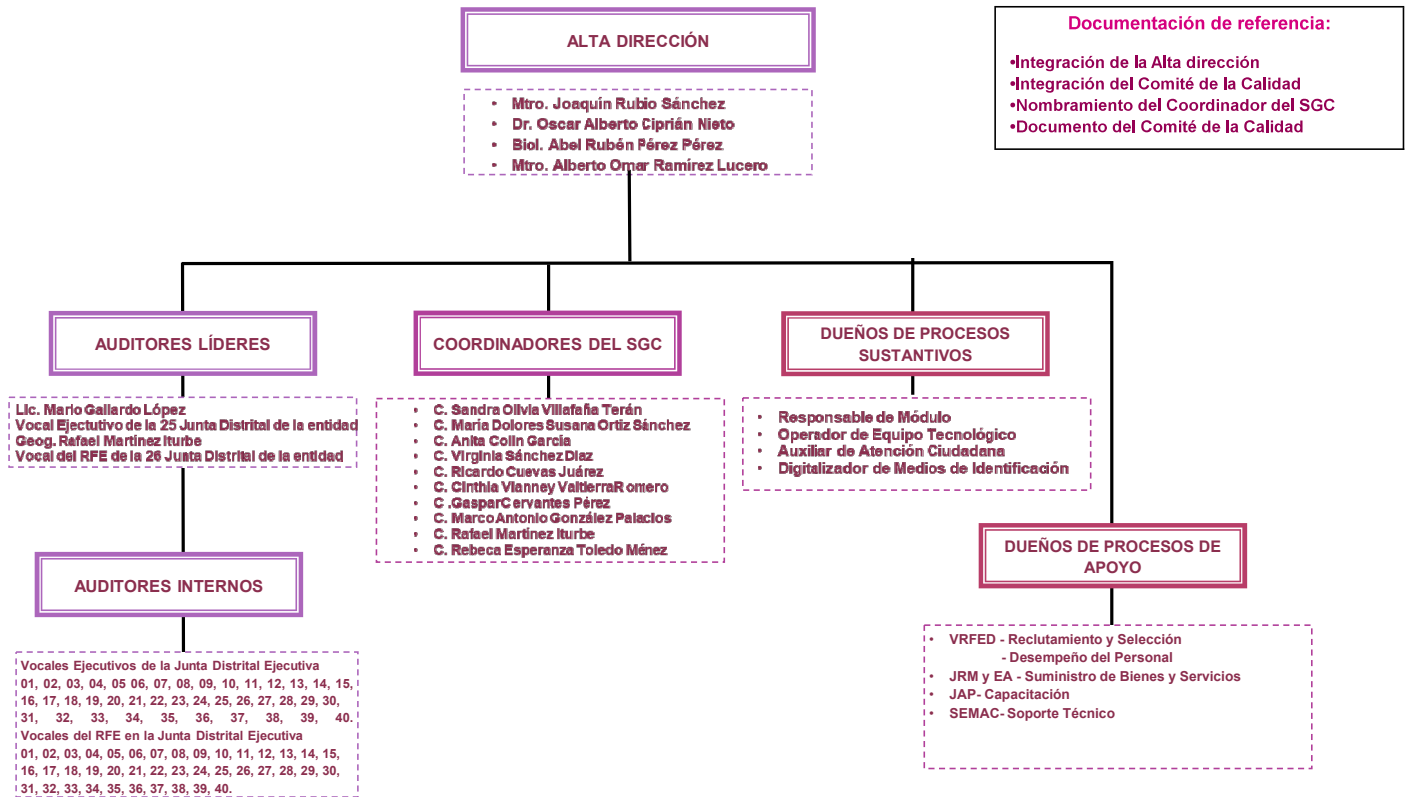 ALTA DIRECCIÓN
• Mtro. Joaquín Rubio Sánchez
• Dr. Oscar Alberto Ciprián Nieto
• Biol. Abel Rubén Pérez Pérez
• Mtro. Alberto Omar Ramírez Lucero
Documentación de referencia:
•Integración de la Alta dirección
•Integración del Comité de la Calidad
•Nombramiento del Coordinador del SGC
•Documento del Comité de la Calidad
AUDITORES LÍDERES
Lic. Mario Gallardo López
Vocal Ejectutivo de la 25 Junta Distrital de la entidad
Geog. Rafael Martínez Iturbe
Vocal del RFE de la 26 Junta Distrital de la entidad
AUDITORES INTERNOS
Vocales Ejecutivos de la Junta Distrital Ejecutiva
01, 02, 03, 04, 05 06, 07, 08, 09, 10, 11, 12, 13, 14, 15,
16, 17, 18, 19, 20, 21, 22, 23, 24, 25, 26, 27, 28, 29, 30,
31, 32, 33, 34, 35, 36, 37, 38, 39, 40.
Vocales del RFE en la Junta Distrital Ejecutiva
01, 02, 03, 04, 05, 06, 07, 08, 09, 10, 11, 12, 13, 14, 15,
16, 17, 18, 19, 20, 21, 22, 23, 24, 25, 26, 27, 28, 29, 30,
31, 32, 33, 34, 35, 36, 37, 38, 39, 40.
COORDINADORES DEL SGC
• C. Sandra Olivia Villafaña Terán
• C. María Dolores Susana Ortiz Sánchez
• C. Anita Colin García
• C. Virginia Sánchez Diaz
• C. Ricardo Cuevas Juárez
• C. Cinthia Vianney ValtierraRomero
• C .GasparCervantes Pérez
• C. Marco Antonio González Palacios
• C. Rafael Martínez Iturbe
• C. Rebeca Esperanza Toledo Ménez
DUEÑOS DE PROCESOS
SUSTANTIVOS
• Responsable de Módulo
• Operador de Equipo Tecnológico
• Auxiliar de Atención Ciudadana
• Digitalizador de Medios de Identificación
DUEÑOS DE PROCESOS DE
APOYO
• VRFED - Reclutamiento y Selección
- Desempeño del Personal
• JRM y EA - Suministro de Bienes y Servicios
• JAP- Capacitación
• SEMAC- Soporte Técnico